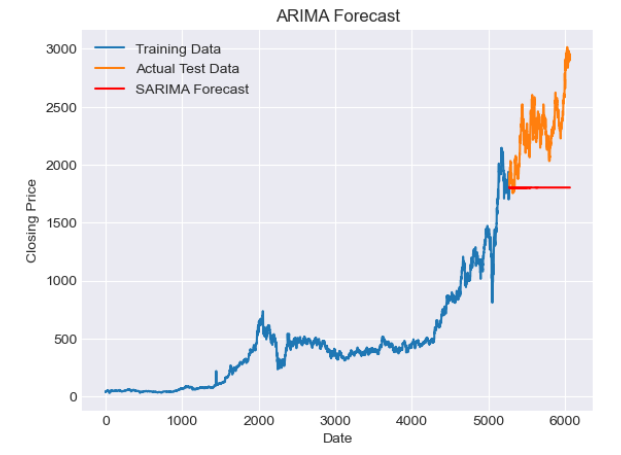 ARIMA Forecast
Training Data
Actual Test Data
SARIMA Forecast
3000
2500
2000
1500
1000
500
0
Closing Price
0 1000 2000 3000 4000 5000 6000
Date